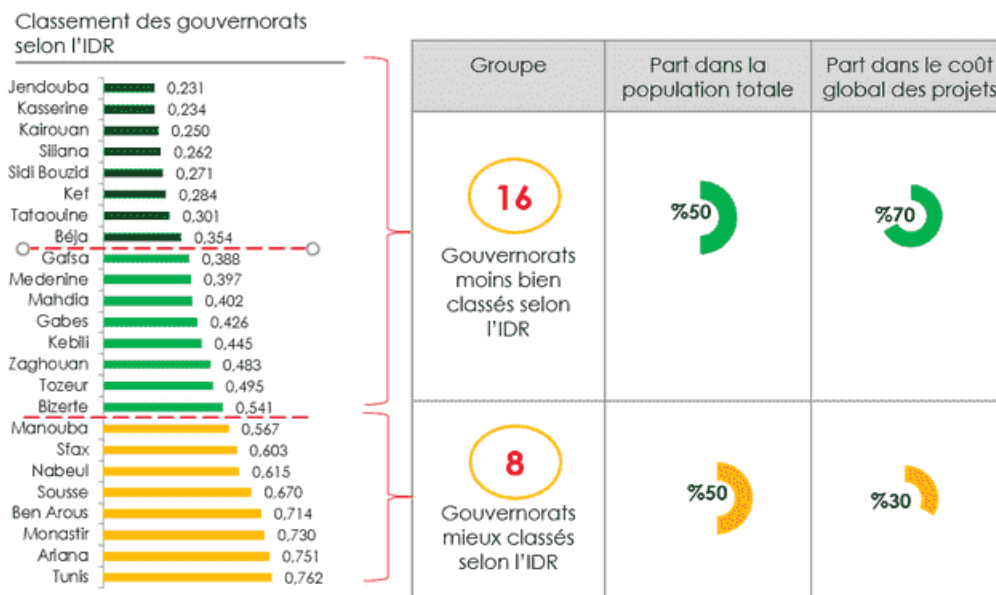 Classement des gouvernorats
selon l’IDR
Jendouba 0,231
Kasserine 0,234
Kairouan 0,250
Siliana 0,262
Sidi Bouzid 0,271
Kef 0,284
Tataouine 0,301
Béja 0,354
Gafsa 0,388
Medenine 0,397
Mahdia 0,402
Gabes 0,426
Kebili 0,445
Zaghouan 0,483
Tozeur 0,495
Bizerte 0,541
Manouba 0,567
Sfax 0,603
Nabeul 0,615
Sousse 0,670
Ben Arous 0,714
Monastir 0,730
Ariana 0,751
Tunis 0,762
Groupe
Part dans la
population totale
Part dans le coût
global des projets
16
Gouvernorats
moins bien
classés selon
l’IDR
%50
%70
8
Gouvernorats
mieux classés
selon l’IDR
%50
%30